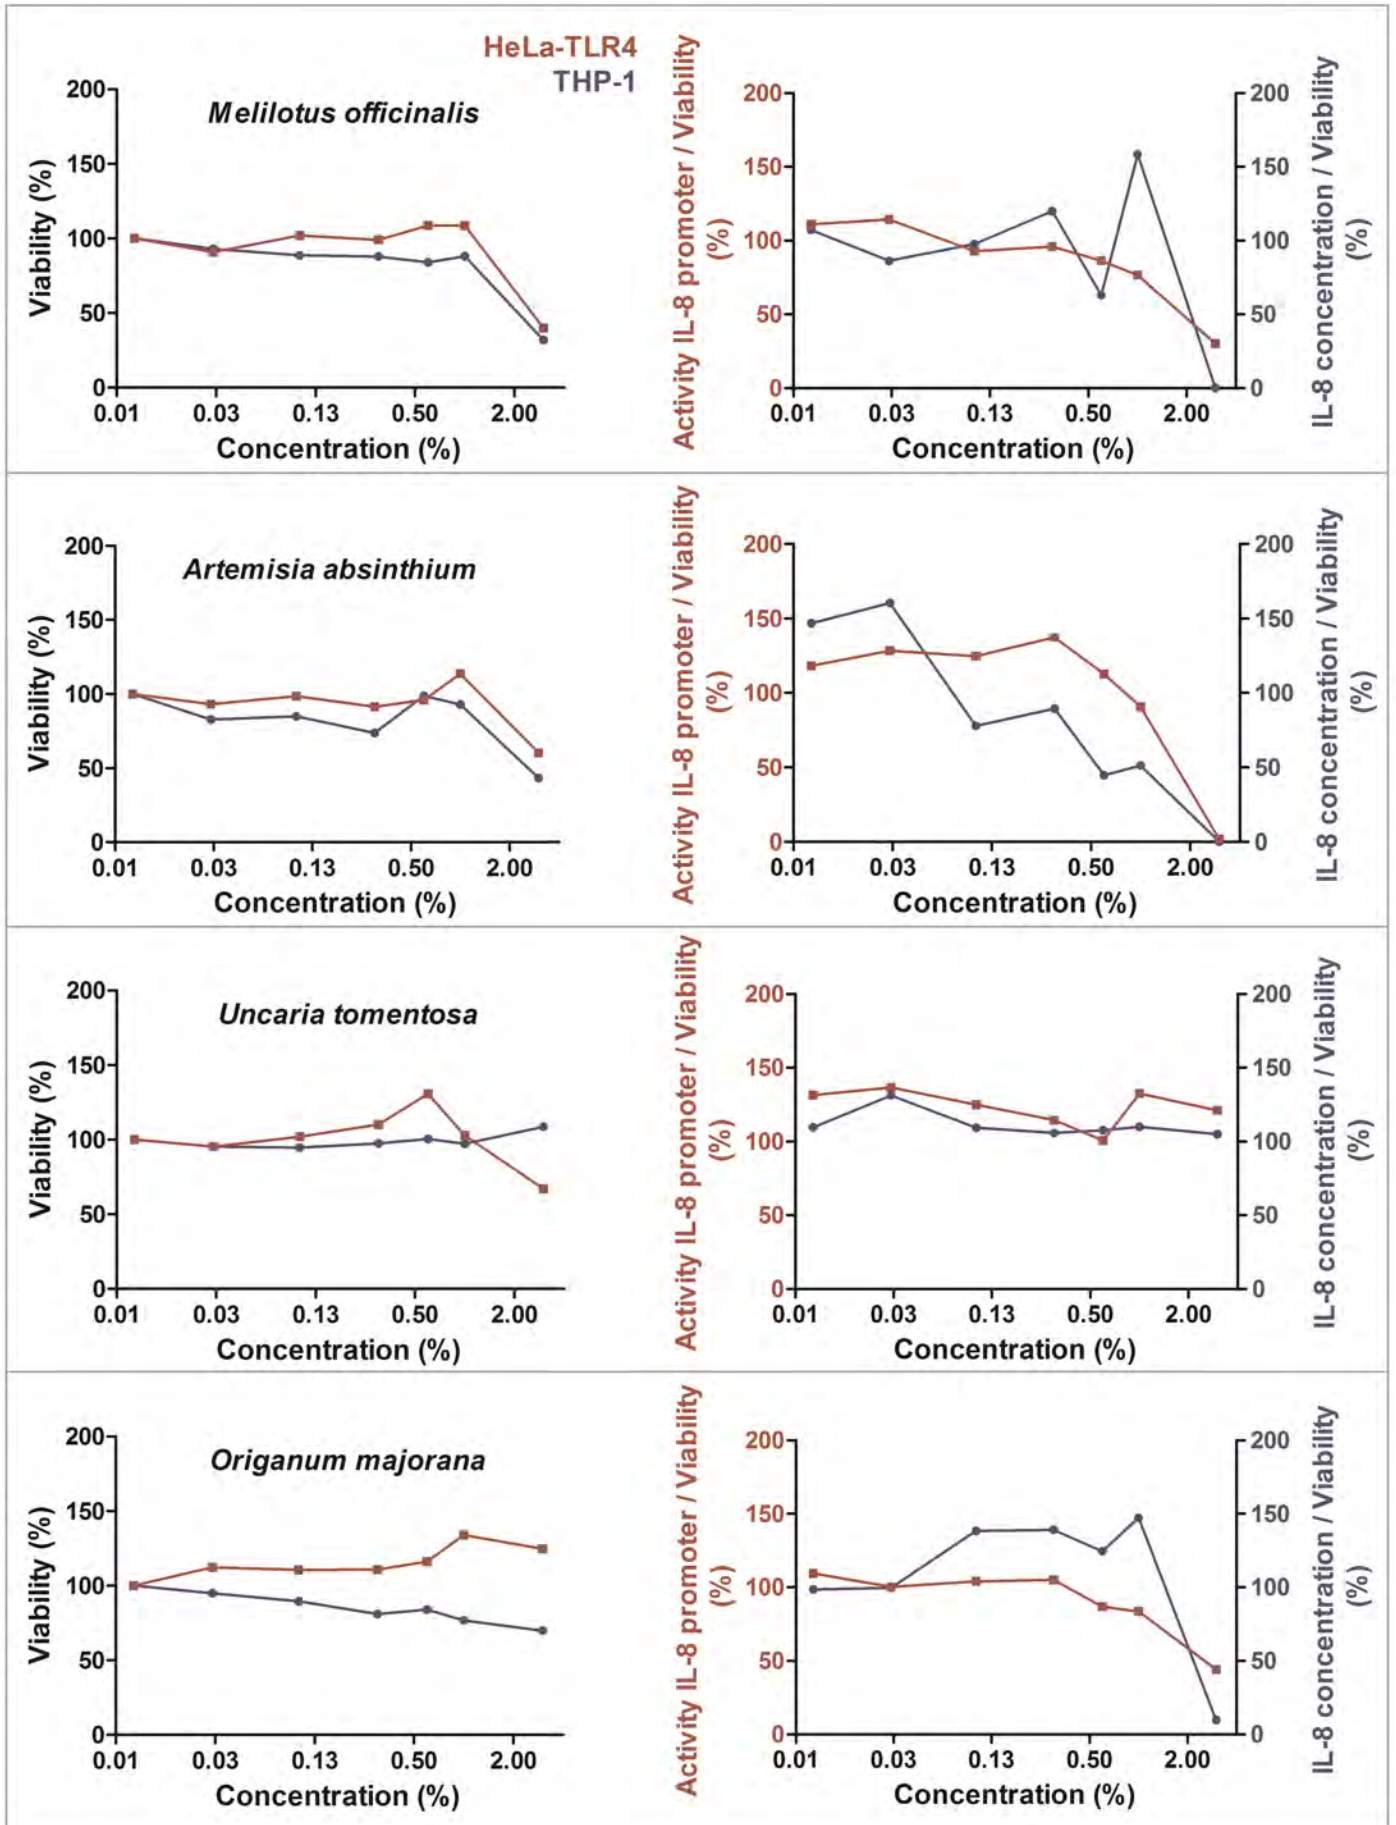 HeLa-TLR4
THP-1
Melilotus officinalis
Viability (%)
200
150
100
50
0
0.01 0.03 0.13 0.50 2.00
Concentration (%)
Activity IL-8 promoter / Viability
(%)
200
150
100
50
0
0.01 0.03 0.13 0.50 2.00
Concentration (%)
200
150
100
50
0
IL-8 concentration / Viability
(%)
Artemisia absinthium
Viability (%)
200
150
100
50
0
0.01 0.03 0.13 0.50 2.00
Concentration (%)
Activity IL-8 promoter / Viability
(%)
200
150
100
50
0
0.01 0.03 0.13 0.50 2.00
Concentration (%)
200
150
100
50
0
IL-8 concentration / Viability
(%)
Uncaria tomentosa
Viability (%)
200
150
100
50
0
0.01 0.03 0.13 0.50 2.00
Concentration (%)
Activity IL-8 promoter / Viability
(%)
200
150
100
50
0
0.01 0.03 0.13 0.50 2.00
Concentration (%)
200
150
100
50
0
IL-8 concentration / Viability
(%)
Origanum majorana
Viability (%)
200
150
100
50
0
0.01 0.03 0.13 0.50 2.00
Concentration (%)
Activity IL-8 promoter / Viability
(%)
200
150
100
50
0
0.01 0.03 0.13 0.50 2.00
Concentration (%)
200
150
100
50
0
IL-8 concentration / Viability
(%)